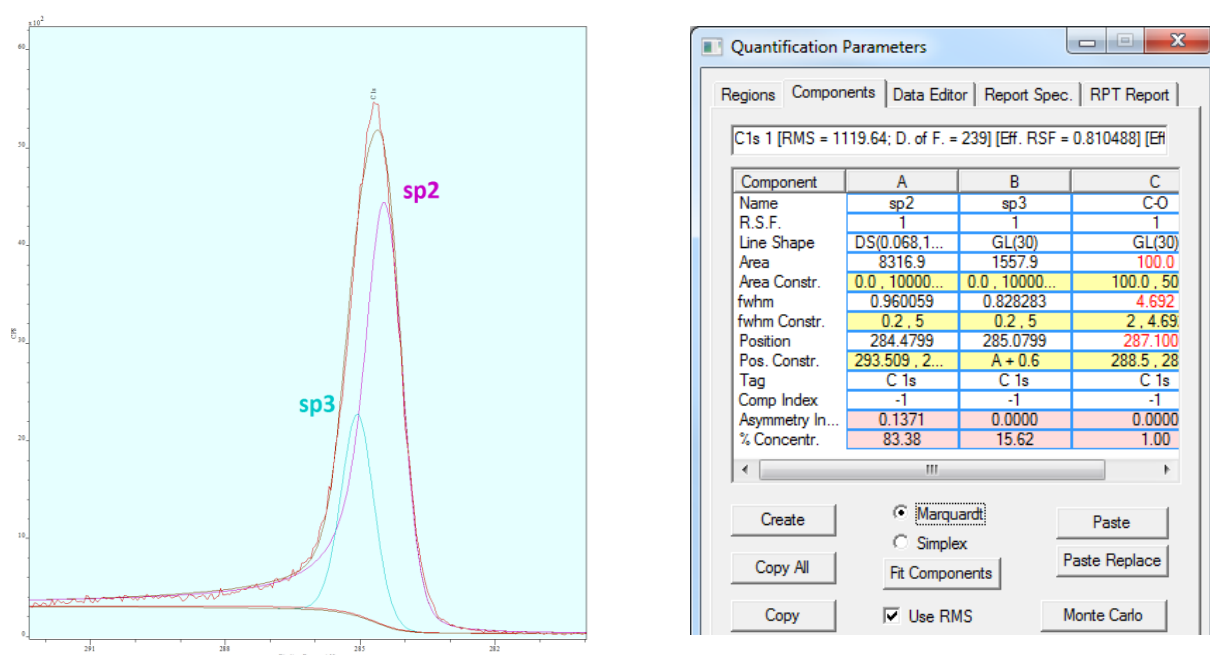 x 10²
60
50
40
30
20
10
0
CPS
C 1s
sp2
sp3
291
288
285
282
Quantification Parameters
Regions Components Data Editor Report Spec. RPT Report
C1s 1 [RMS = 1119.64; D. of F. = 239] [Eff. RSF = 0.810488] [Eff
Component A B C
Name sp2 sp3 C-O
R.S.F. 1 1 1
Line Shape DS(0.068,1... GL(30) GL(30)
Area 8316.9 1557.9 100.0
Area Constr. 0.0 , 10000... 0.0 , 10000... 100.0 , 50
fwhm 0.960059 0.828283 4.692
fwhm Constr. 0.2 , 5 0.2 , 5 2 , 4.69
Position 284.4799 285.0799 287.100
Pos. Constr. 293.509 , 2... A + 0.6 288.5 , 28
Tag C 1s C 1s C 1s
Comp Index -1 -1 -1
Asymmetry In... 0.1371 0.0000 0.0000
% Concentr. 83.38 15.62 1.00
Create Marquardt Paste
Simplex
Copy All Fit Components Paste Replace
Copy Use RMS Monte Carlo